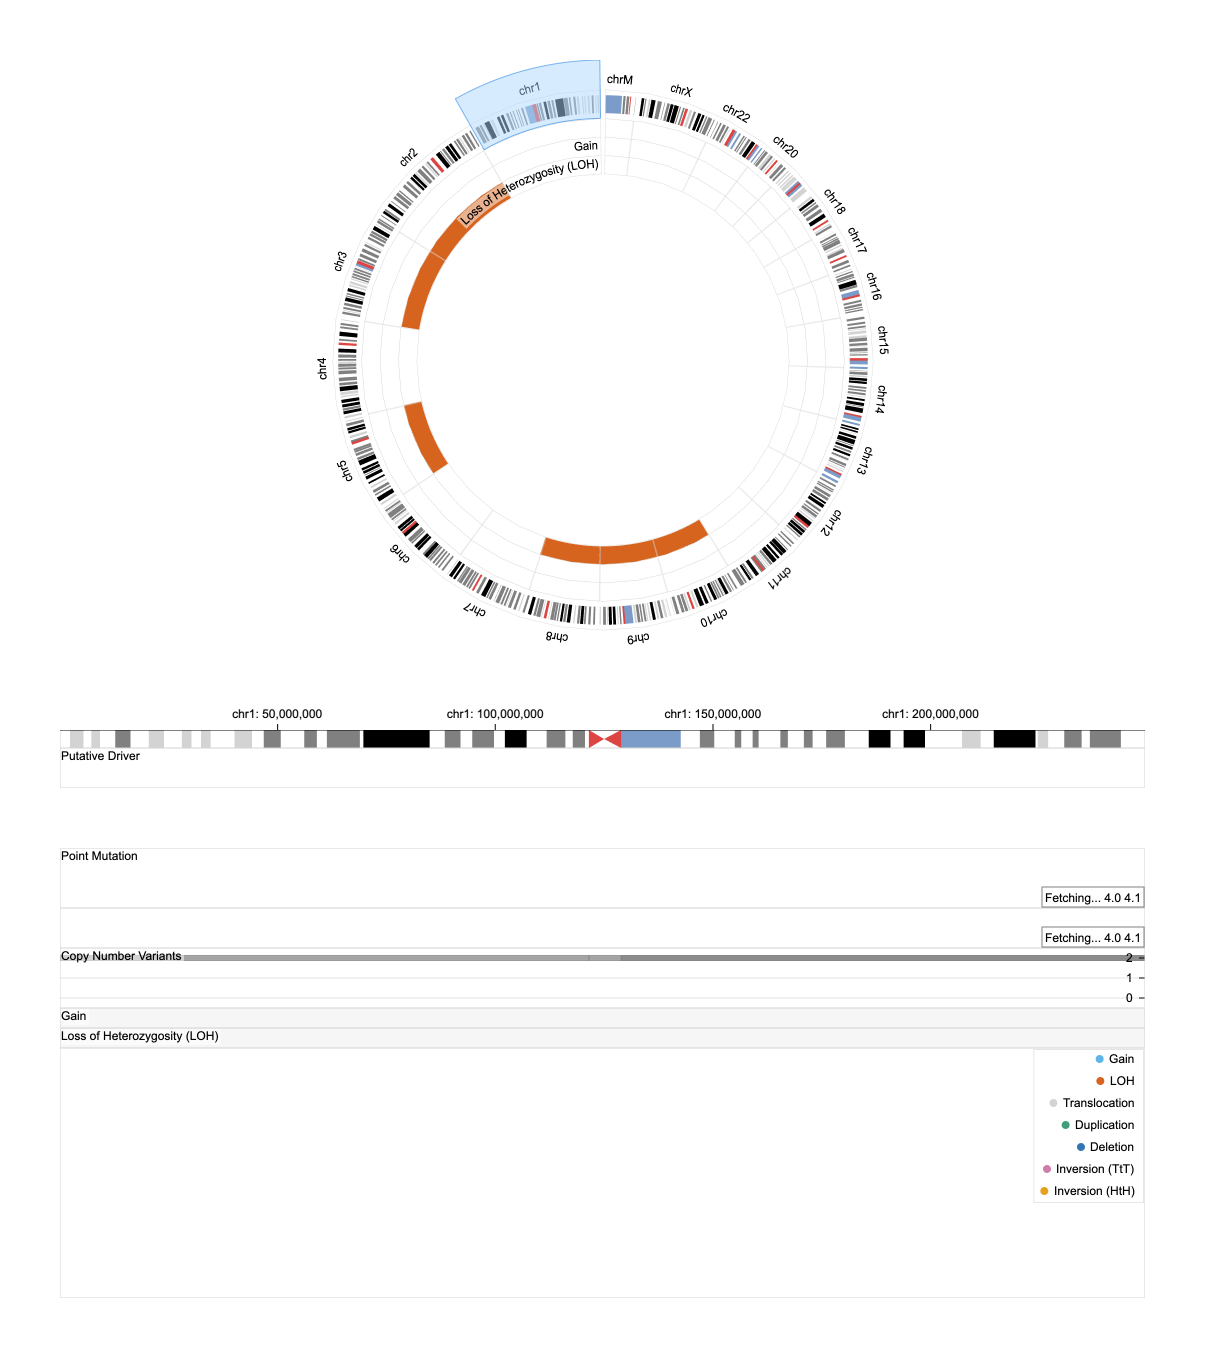 chrM
chrX
chr22
chr20
chr18
chr17
chr16
chr15
chr14
chr13
chr12
chr11
chr10
chr9
chr8
chr7
chr6
chr5
chr4
chr3
chr2
chr1
Gain
Loss of Heterozygosity (LOH)
chr1: 50,000,000
chr1: 100,000,000
chr1: 150,000,000
chr1: 200,000,000
Putative Driver
Point Mutation
Fetching... 4.0 4.1
Fetching... 4.0 4.1
Copy Number Variants
2
1
0
Gain
Loss of Heterozygosity (LOH)
Gain
LOH
Translocation
Duplication
Deletion
Inversion (TtT)
Inversion (HtH)